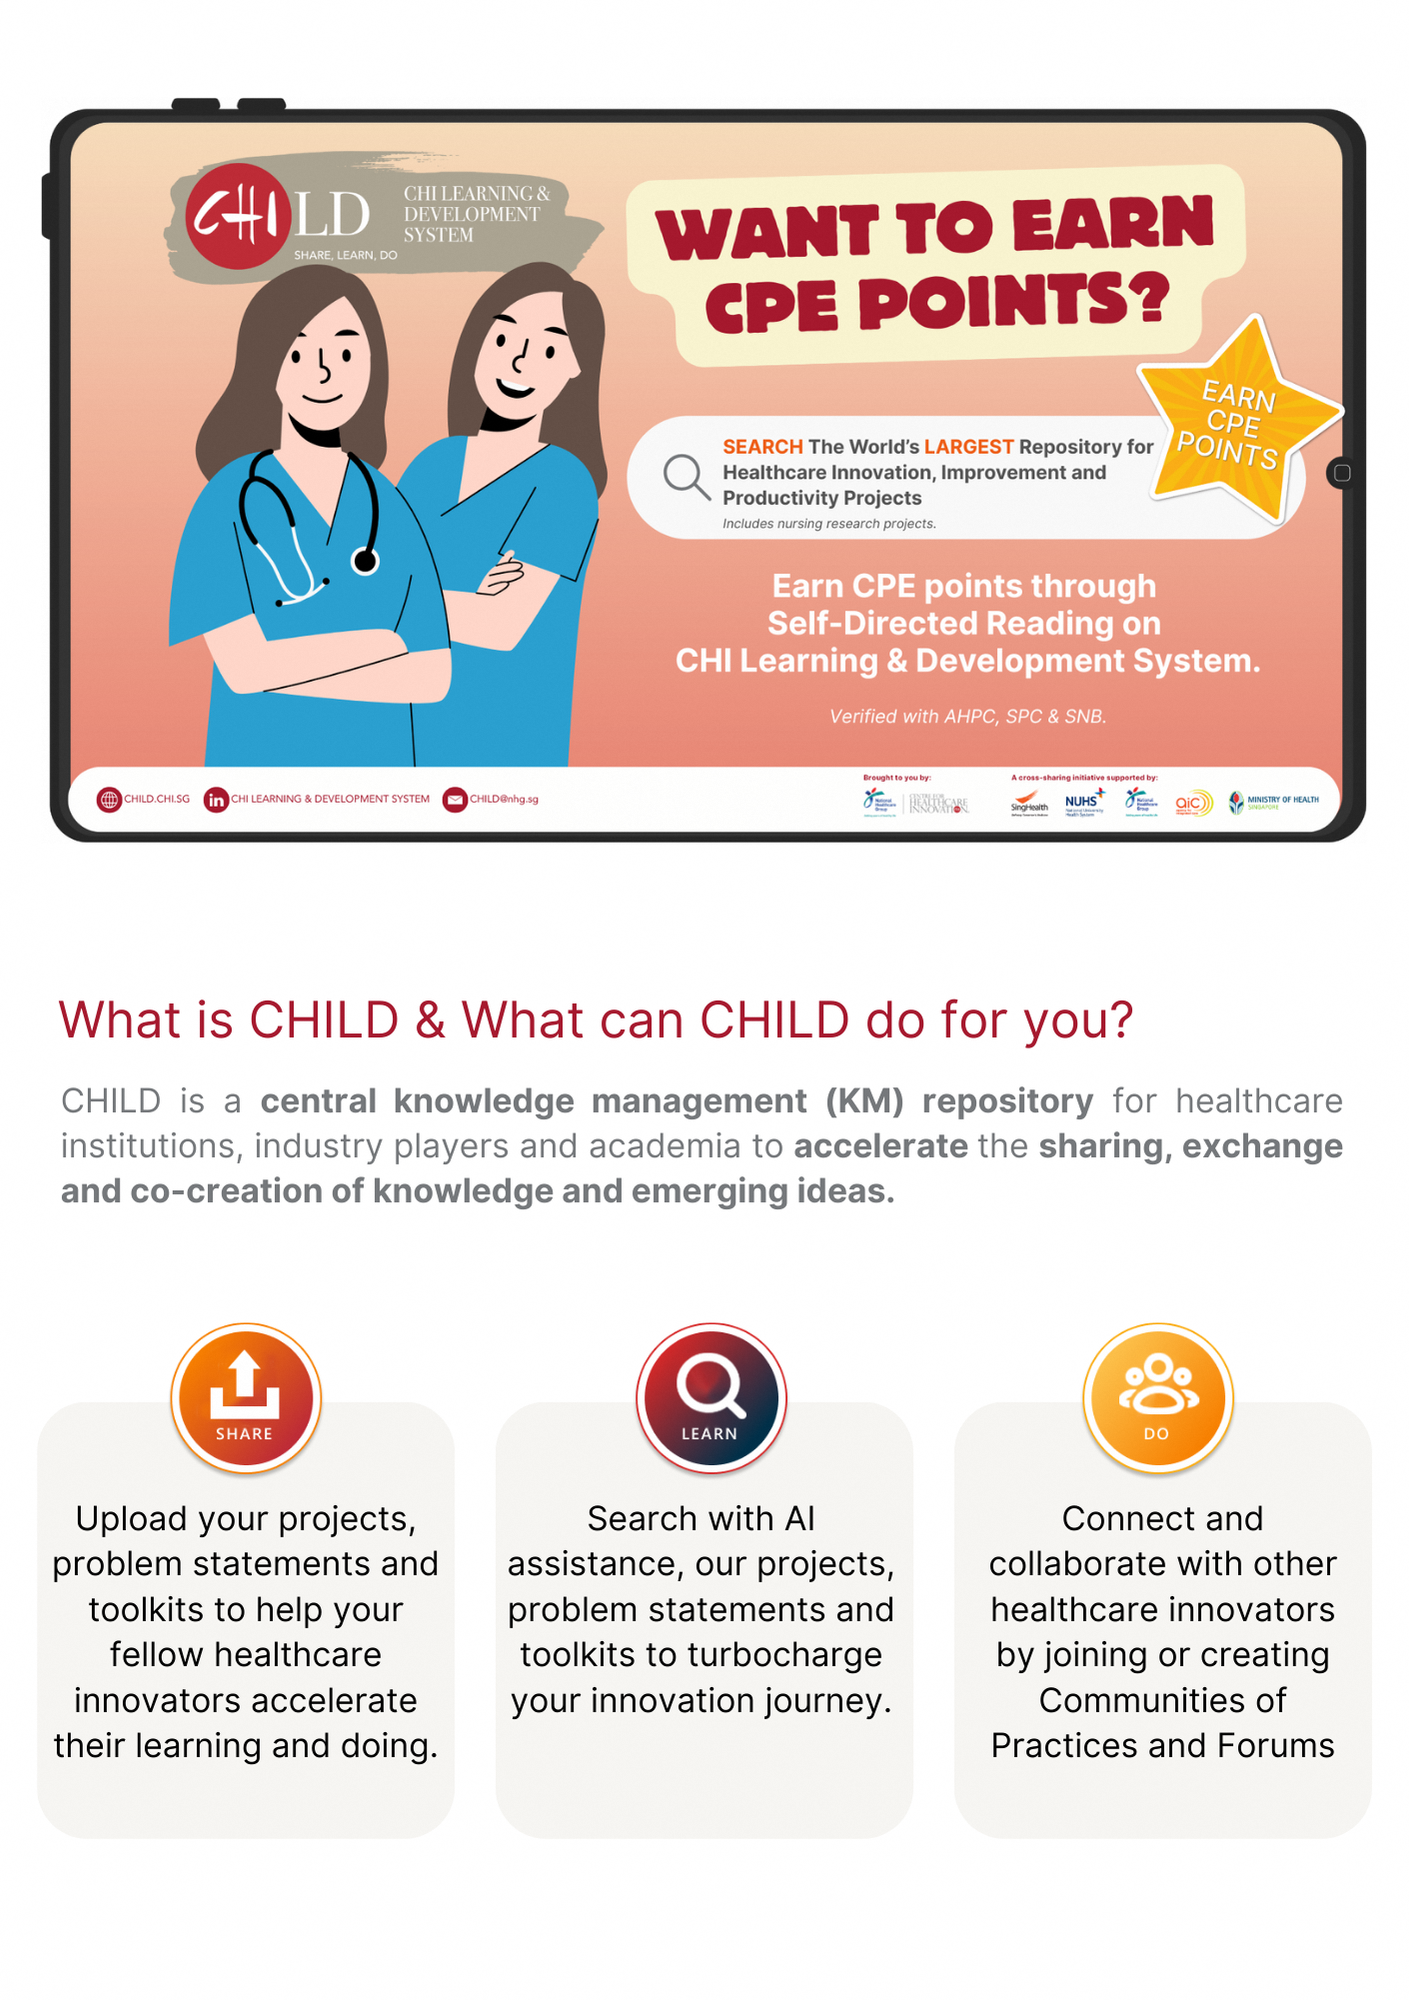 CHILD
SHARE, LEARN, DO
CHI LEARNING &
DEVELOPMENT
SYSTEM
WANT TO EARN
CPE POINTS?
EARN
CPE
POINTS
SEARCH The World's LARGEST Repository for
Healthcare Innovation, Improvement and
Productivity Projects
Includes nursing research projects.
Earn CPE points through
Self-Directed Reading on
CHI Learning & Development System.
Verified with AHPC, SPC & SNB.
CHILD.CHI.SG
in
CHI LEARNING & DEVELOPMENT SYSTEM
CHILD@nhg.sg
Brought to you by:
National
Healthcare
Group
CENTRE FOR
HEALTHCARE
INNOVATION
A cross-sharing initiative supported by:
SingHealth
NUHS
National University
Health System
National
Healthcare
Group
aic
MINISTRY OF HEALTH
SINGAPORE
What is CHILD & What can CHILD do for you?
CHILD is a central knowledge management (KM) repository for healthcare
institutions, industry players and academia to accelerate the sharing, exchange
and co-creation of knowledge and emerging ideas.
SHARE
Upload your projects,
problem statements and
toolkits to help your
fellow healthcare
innovators accelerate
their learning and doing.
LEARN
Search with AI
assistance, our projects,
problem statements and
toolkits to turbocharge
your innovation journey.
DO
Connect and
collaborate with other
healthcare innovators
by joining or creating
Communities of
Practices and Forums